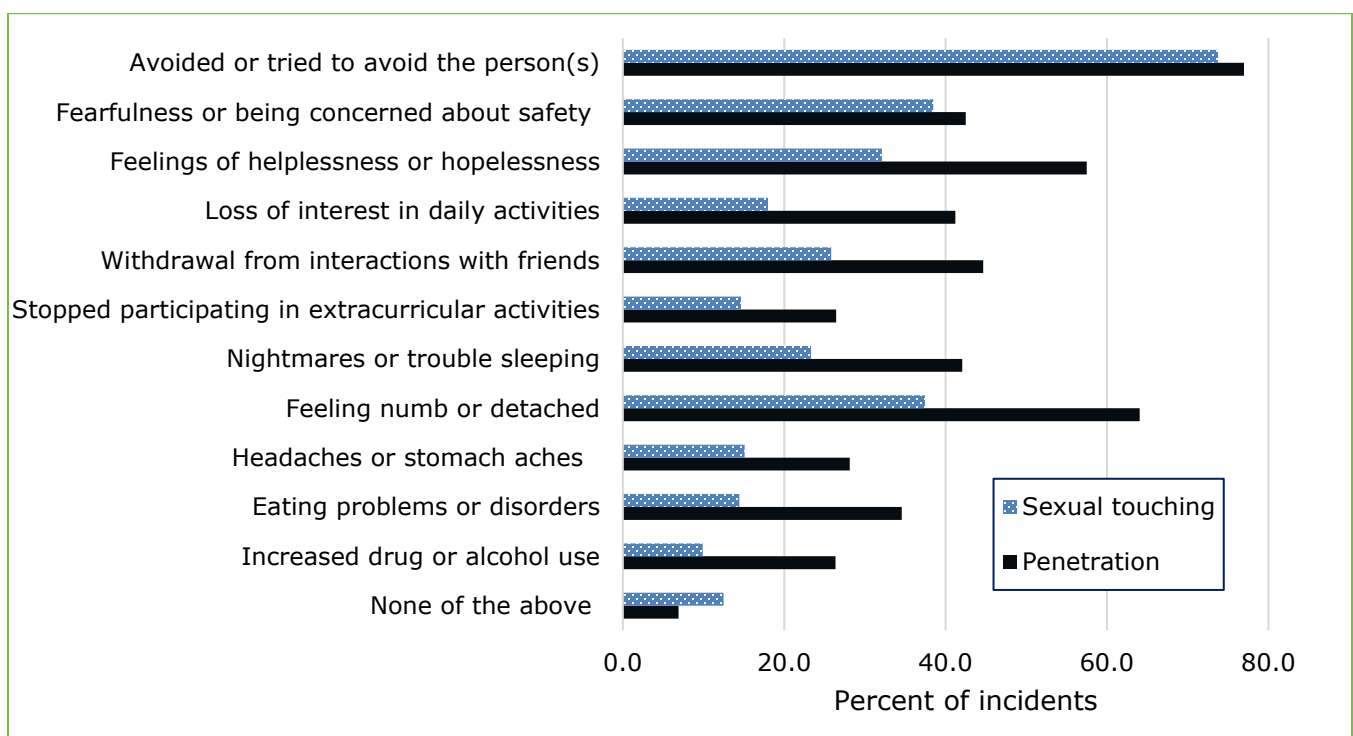 Avoided or tried to avoid the person(s)
Fearfulness or being concerned about safety
Feelings of helplessness or hopelessness
Loss of interest in daily activities
Withdrawal from interactions with friends
Stopped participating in extracurricular activities
Nightmares or trouble sleeping
Feeling numb or detached
Headaches or stomach aches
Eating problems or disorders
Increased drug or alcohol use
None of the above
Sexual touching
Penetration
0.0 20.0 40.0 60.0 80.0
Percent of incidents